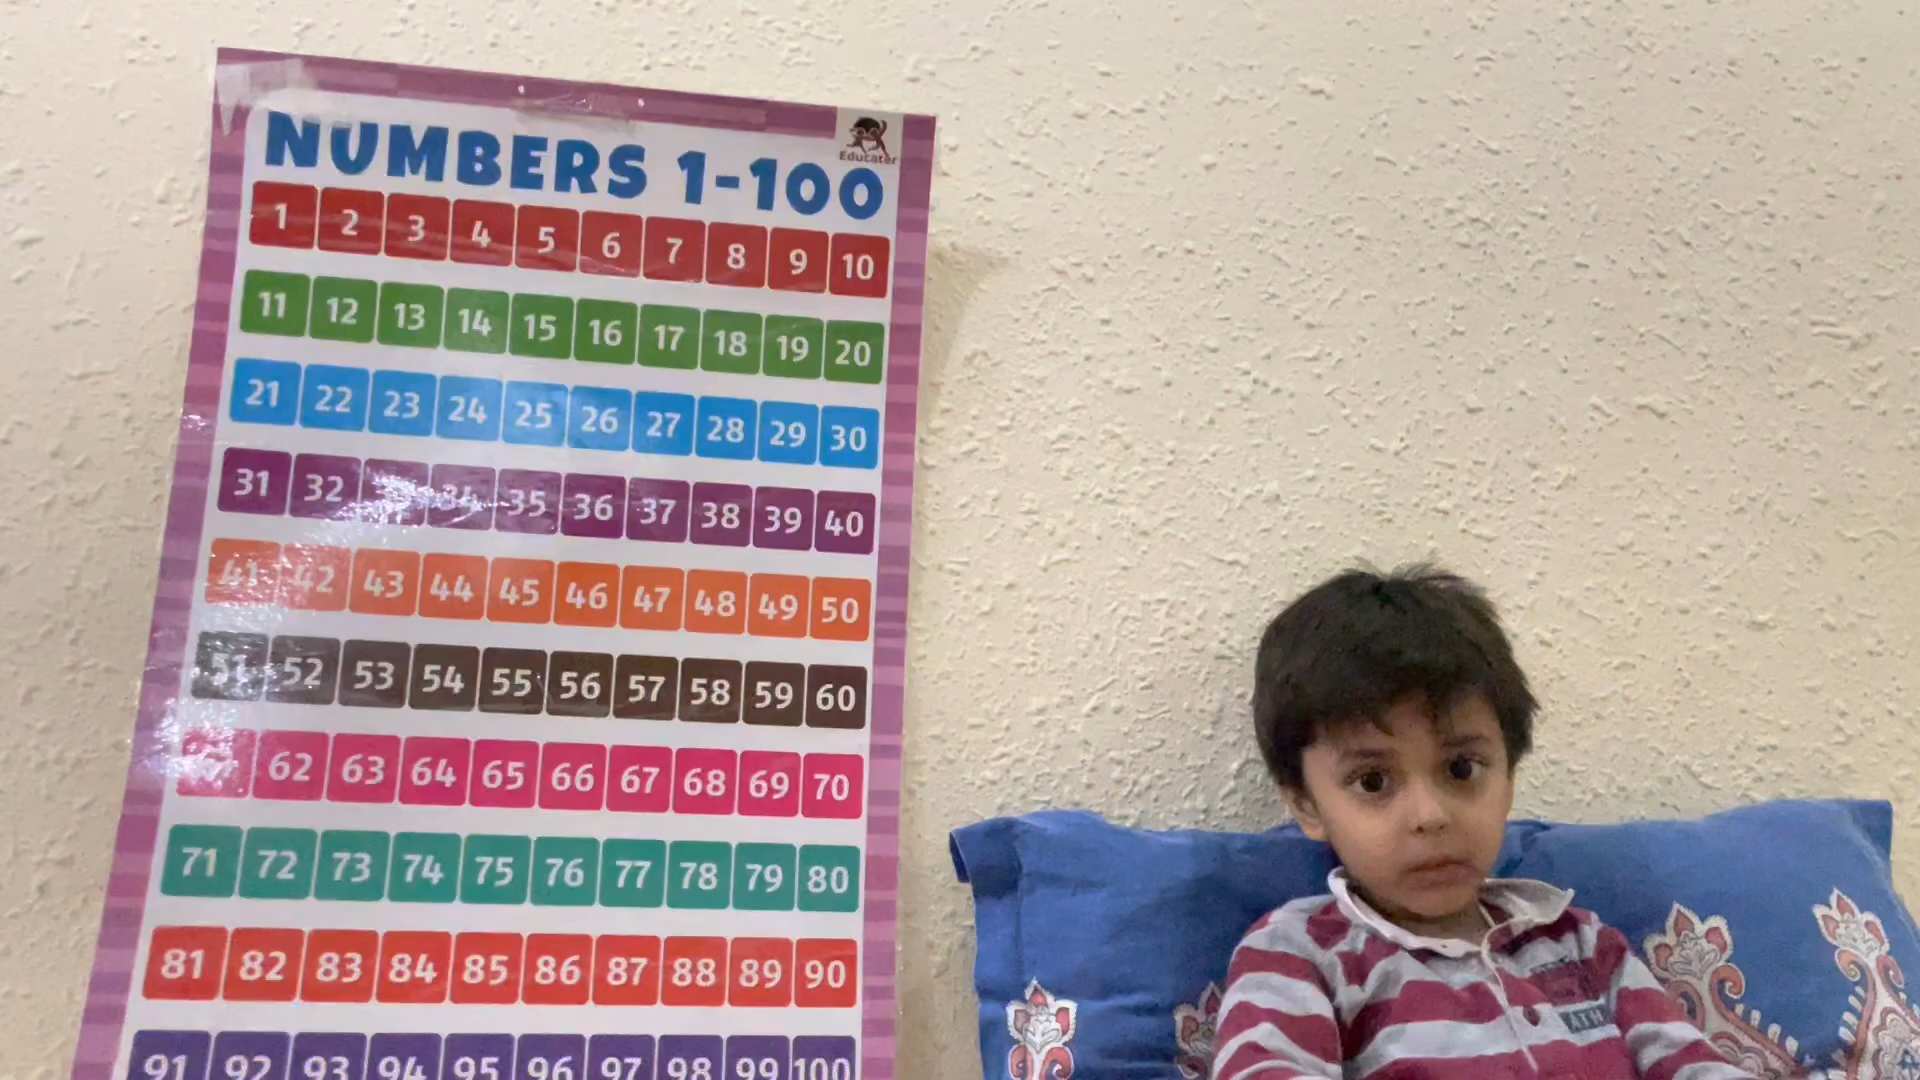 NUMBERS 1-100
Educater
1 2 3 4 5 6 7 8 9 10
11 12 13 14 15 16 17 18 19 20
21 22 23 24 25 26 27 28 29 30
31 32 34 35 36 37 38 39 40
41 42 43 44 45 46 47 48 49 50
51 52 53 54 55 56 57 58 59 60
62 63 64 65 66 67 68 69 70
71 72 73 74 75 76 77 78 79 80
81 82 83 84 85 86 87 88 89 90
91 92 93 94 95 96 97 98 99 100
ATH